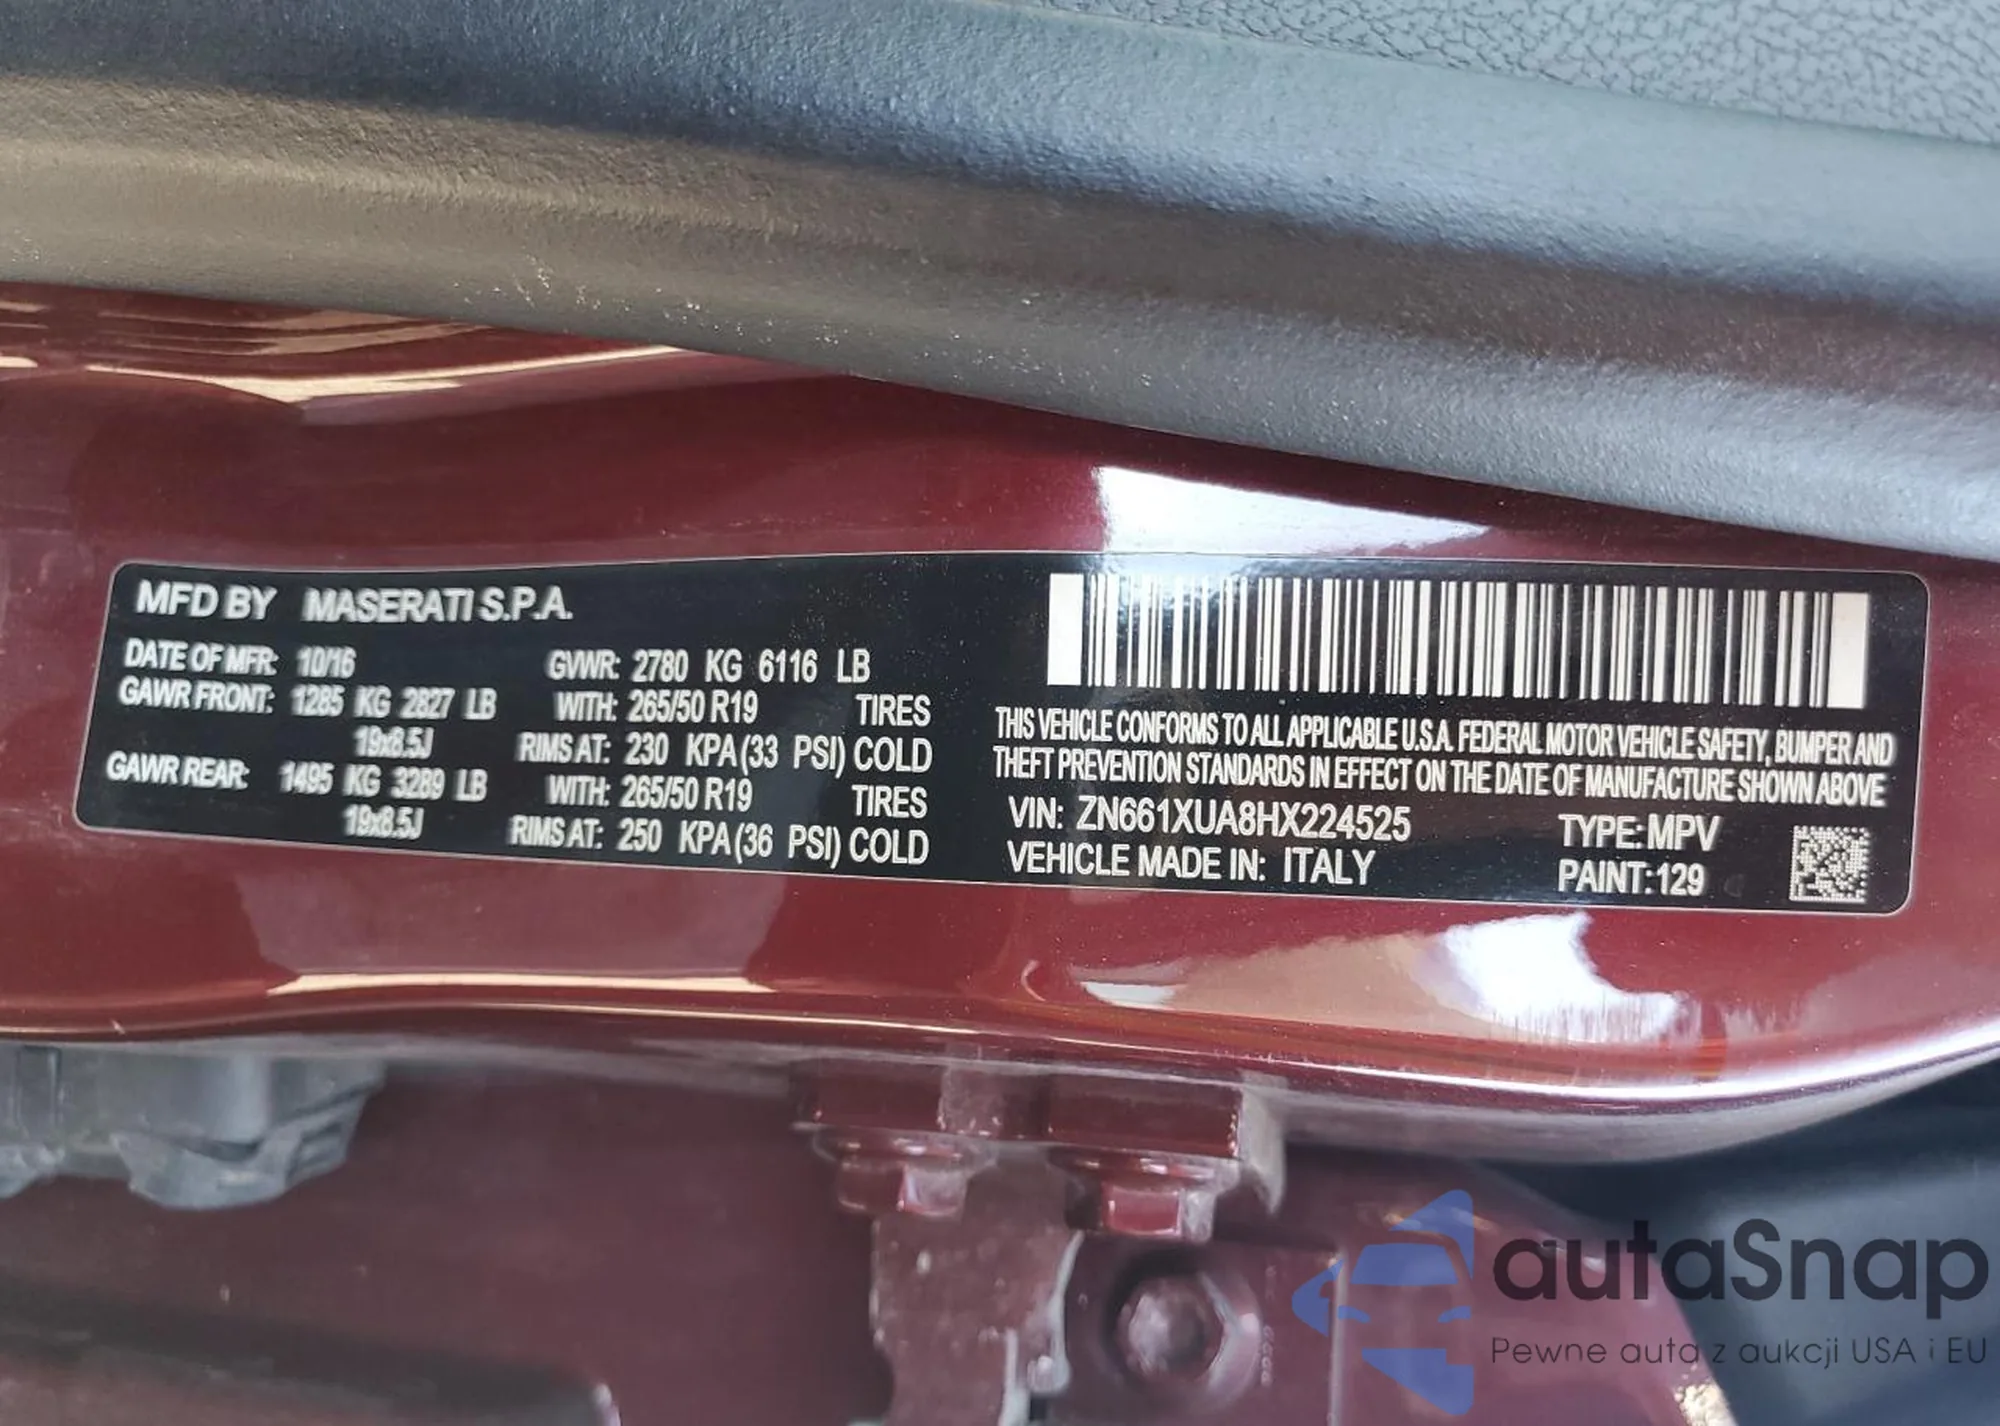 MFD BY MASERATI S.P.A.
DATE OF MFR: 10/16 GVWR: 2780 KG 6116 LB
GAWR FRONT: 1285 KG 2827 LB WITH: 265/50 R19 TIRES
19x8.5J RIMS AT: 230 KPA (33 PSI) COLD
GAWR REAR: 1495 KG 3289 LB WITH: 265/50 R19 TIRES
19x8.5J RIMS AT: 250 KPA (36 PSI) COLD
THIS VEHICLE CONFORMS TO ALL APPLICABLE U.S.A. FEDERAL MOTOR VEHICLE SAFETY, BUMPER AND
THEFT PREVENTION STANDARDS IN EFFECT ON THE DATE OF MANUFACTURE SHOWN ABOVE
VIN: ZN661XUA8HX224525 TYPE: MPV
VEHICLE MADE IN: ITALY PAINT: 129
autaSnap
Pewne auta z aukcji USA i EU